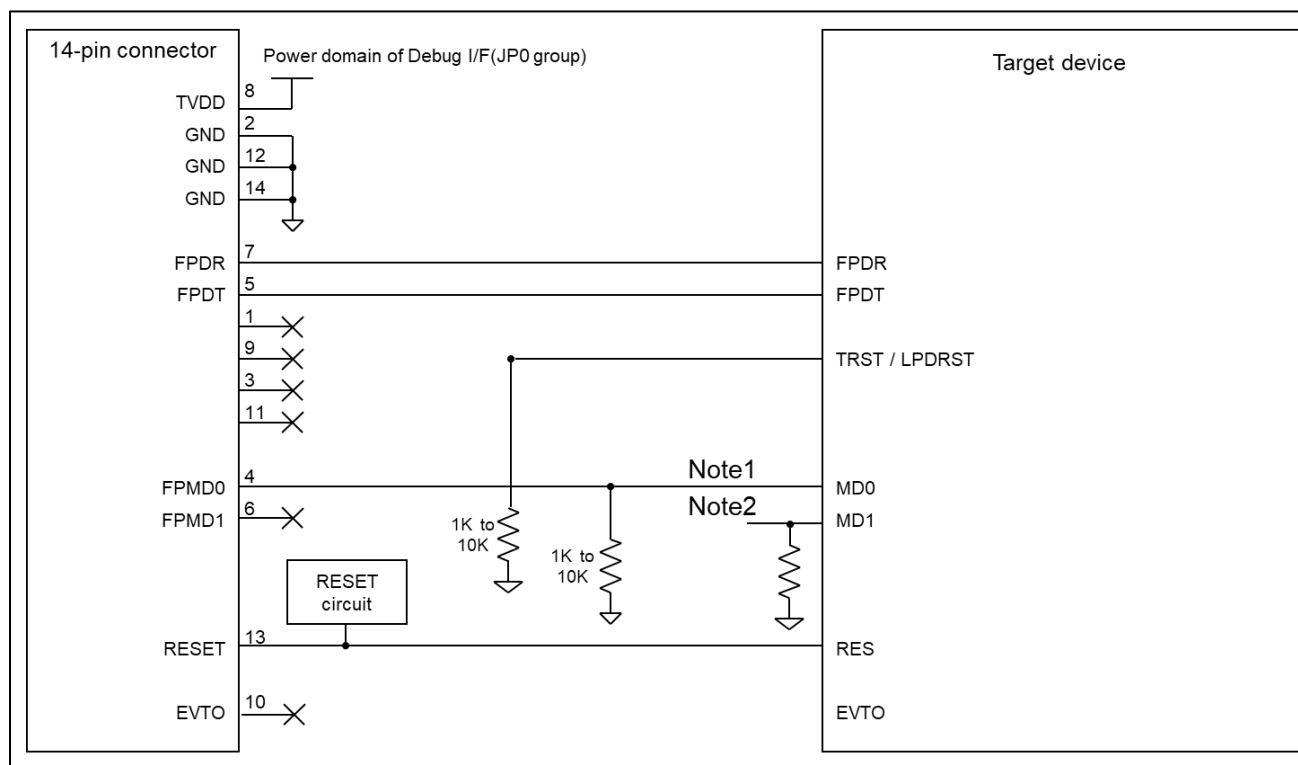 14-pin connector
Power domain of Debug I/F(JP0 group)
Target device
8
TVDD
2
GND
12
GND
14
GND
7
FPDR
FPDR
5
FPDT
FPDT
1
9
TRST / LPDRST
3
11
Note1
4
FPMD0
MD0
Note2
6
FPMD1
MD1
1K to
10K
1K to
10K
RESET
circuit
13
RESET
RES
10
EVTO
EVTO